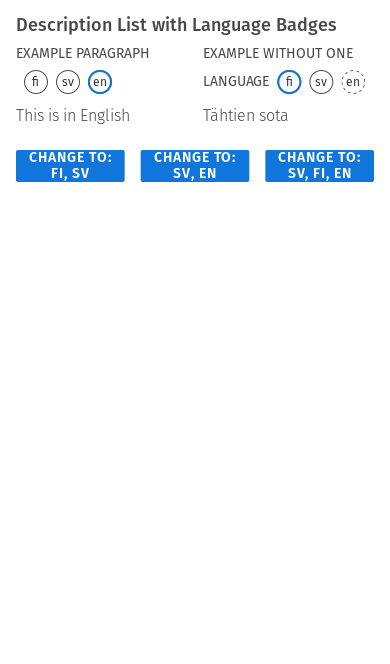 Description List with Language Badges
EXAMPLE PARAGRAPH
fi sv en
This is in English
EXAMPLE WITHOUT ONE
LANGUAGE fi sv en
Tähtien sota
CHANGE TO:
FI, SV
CHANGE TO:
SV, EN
CHANGE TO:
SV, FI, EN